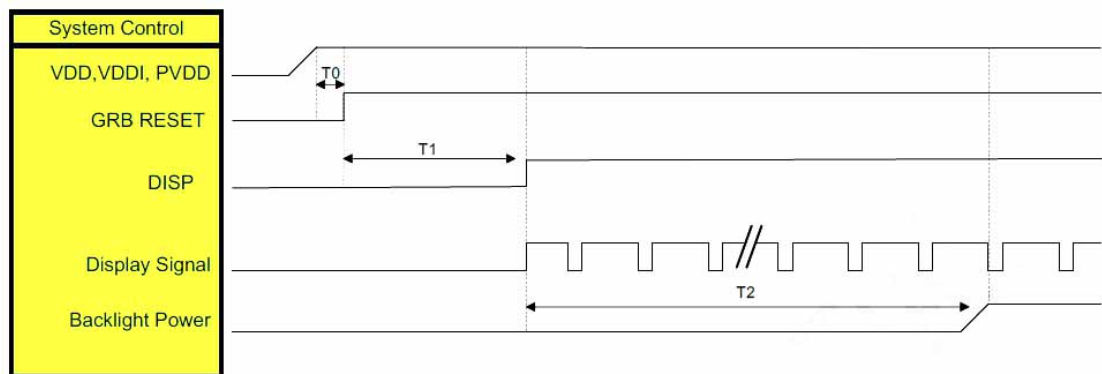 System Control
VDD,VDDI, PVDD
T0
GRB RESET
T1
DISP
Display Signal
T2
Backlight Power